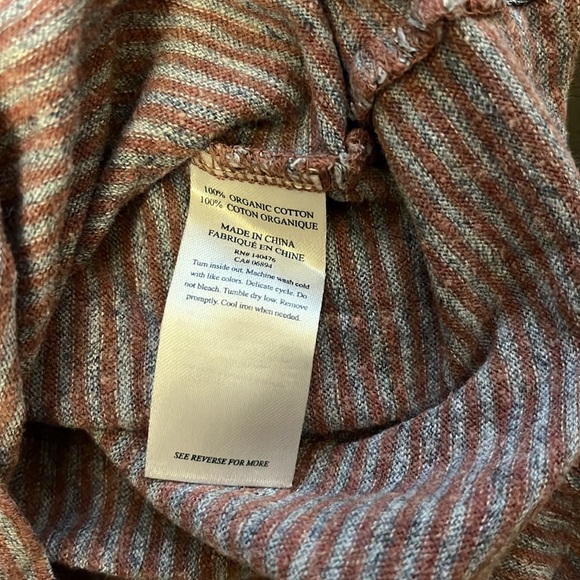 100% ORGANIC COTTON
100% COTON ORGANIQUE
MADE IN CHINA
FABRIQUÉ EN CHINE
RN# 140476
CA# 06894
Turn inside out. Machine wash cold
with like colors. Delicate cycle. Do
not bleach. Tumble dry low. Remove
promptly. Cool iron when needed.
SEE REVERSE FOR MORE